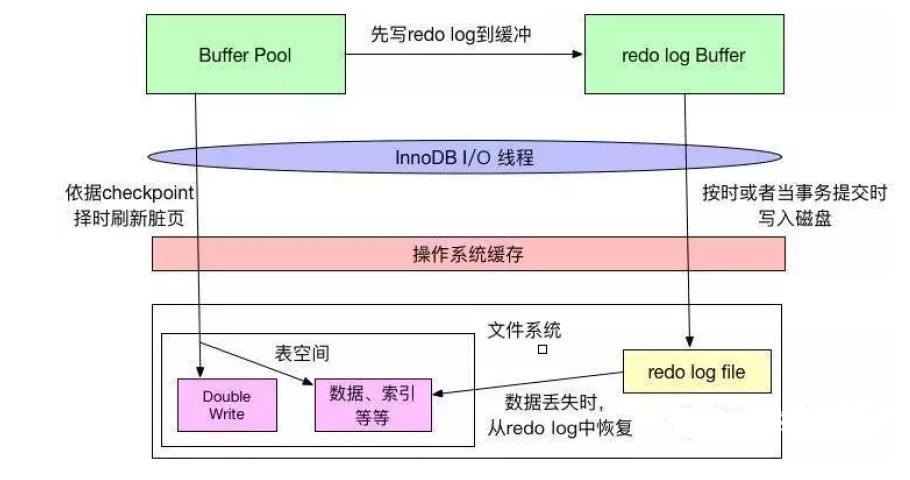 Buffer Pool
先写redo log到缓冲
redo log Buffer
InnoDB I/O 线程
依据checkpoint
择时刷新脏页
按时或者当事务提交时
写入磁盘
操作系统缓存
文件系统
表空间
Double
Write
数据、索引
等等
redo log file
数据丢失时，
从redo log中恢复